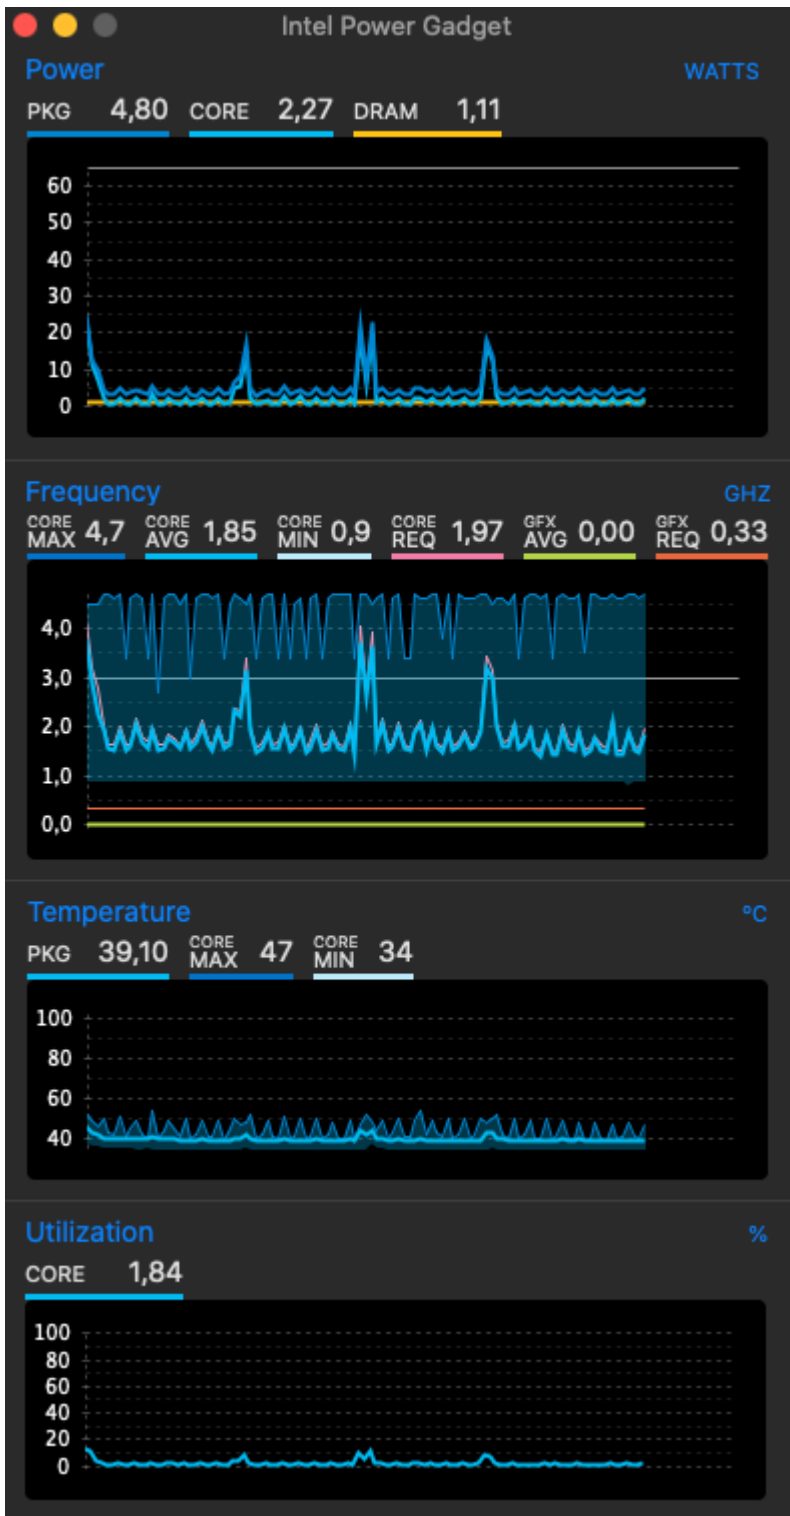 Intel Power Gadget
Power WATTS
PKG 4,80 CORE 2,27 DRAM 1,11
60
50
40
30
20
10
0
Frequency GHZ
CORE MAX 4,7 CORE AVG 1,85 CORE MIN 0,9 CORE REQ 1,97 GFX AVG 0,00 GFX REQ 0,33
4,0
3,0
2,0
1,0
0,0
Temperature ºC
PKG 39,10 CORE MAX 47 CORE MIN 34
100
80
60
40
Utilization %
CORE 1,84
100
80
60
40
20
0